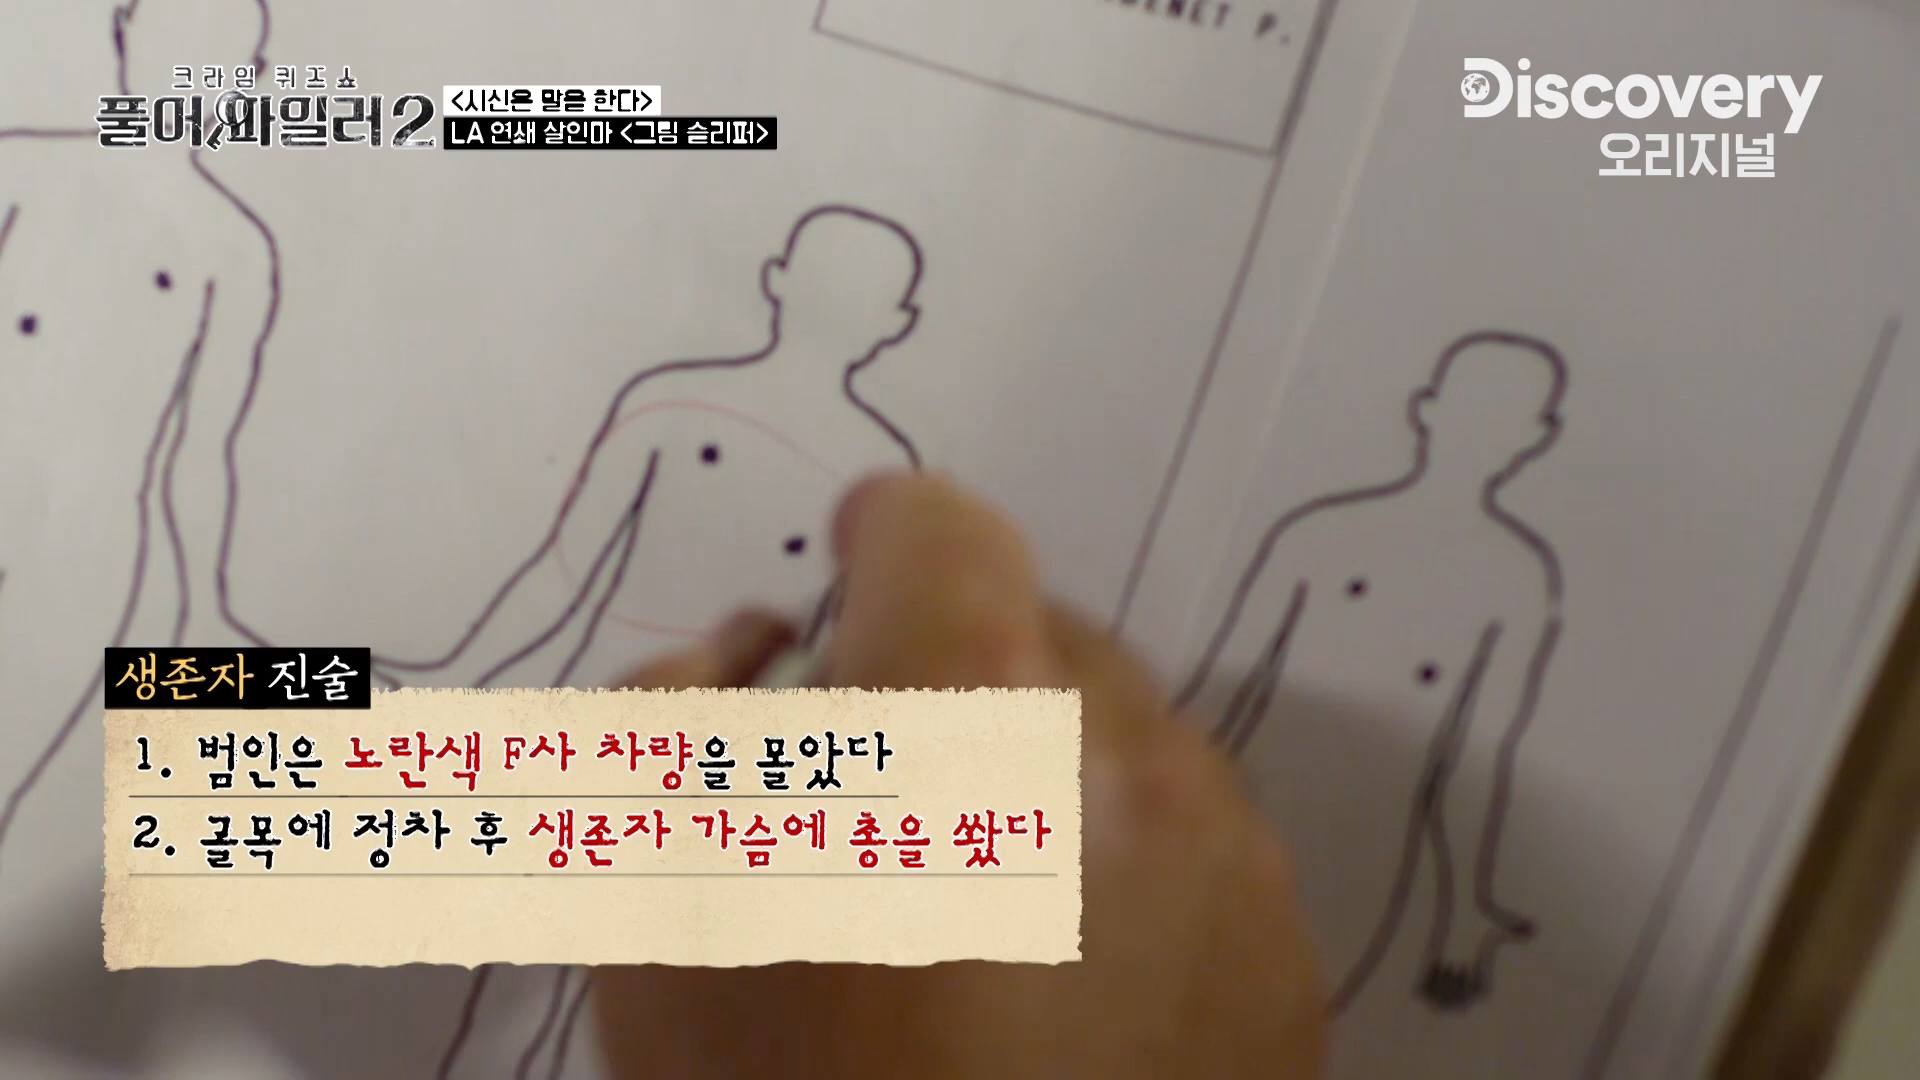 크라임 퀴즈쇼
풀어파일러2
<시신은 말을 한다>
LA 연쇄 살인마 <그림 슬리퍼>
Discovery
오리지널
P.
생존자 진술
1. 범인은 노란색 F사 차량을 몰았다
2. 골목에 정차 후 생존자 가슴에 총을 쐈다